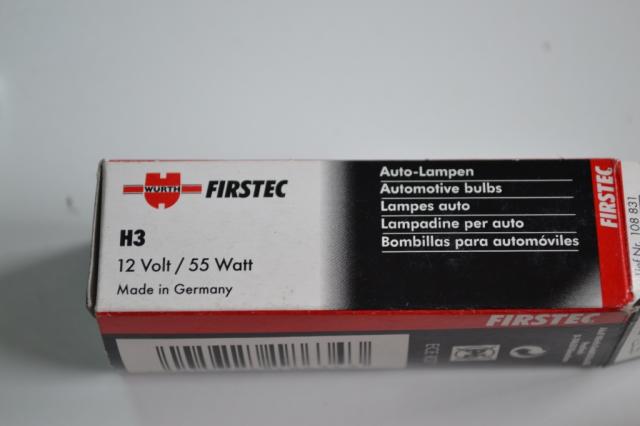 WÜRTH FIRSTEC
H3
12 Volt / 55 Watt
Made in Germany
Auto-Lampen
Automotive bulbs
Lampes auto
Lampadine per auto
Bombillas para automóviles
FIRSTEC
108 831
FIRSTEC